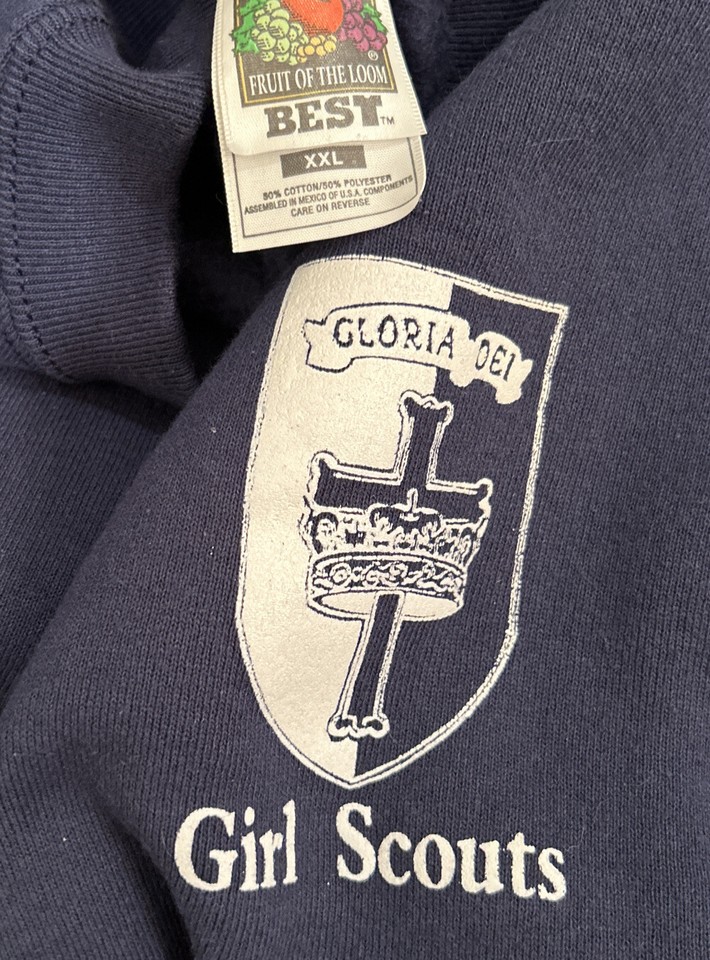 ®
FRUIT OF THE LOOM
BEST™
XXL
50% COTTON/50% POLYESTER
ASSEMBLED IN MEXICO OF U.S.A. COMPONENTS
CARE ON REVERSE
GLORIA DEI
Girl Scouts